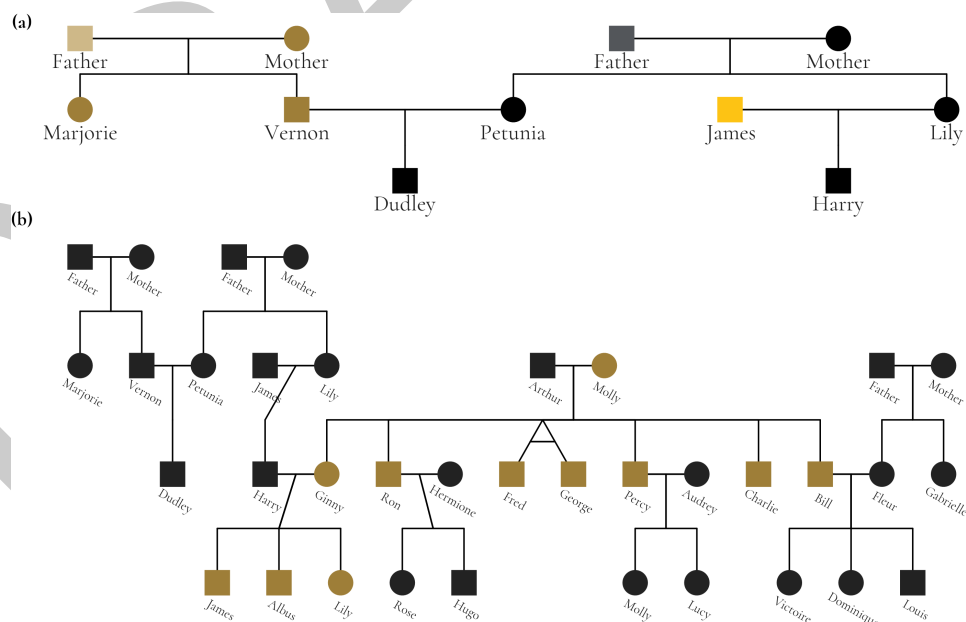 (a)
Father Mother Father Mother
Marjorie Vernon Petunia James Lily
Dudley Harry
(b)
Father Mother Father Mother
Marjorie Vernon Petunia James Lily Arthur Molly Father Mother
Dudley Harry Ginny Ron Hermione Fred George Percy Audrey Charlie Bill Fleur Gabrielle
James Albus Lily Rose Hugo Molly Lucy Victoire Dominique Louis